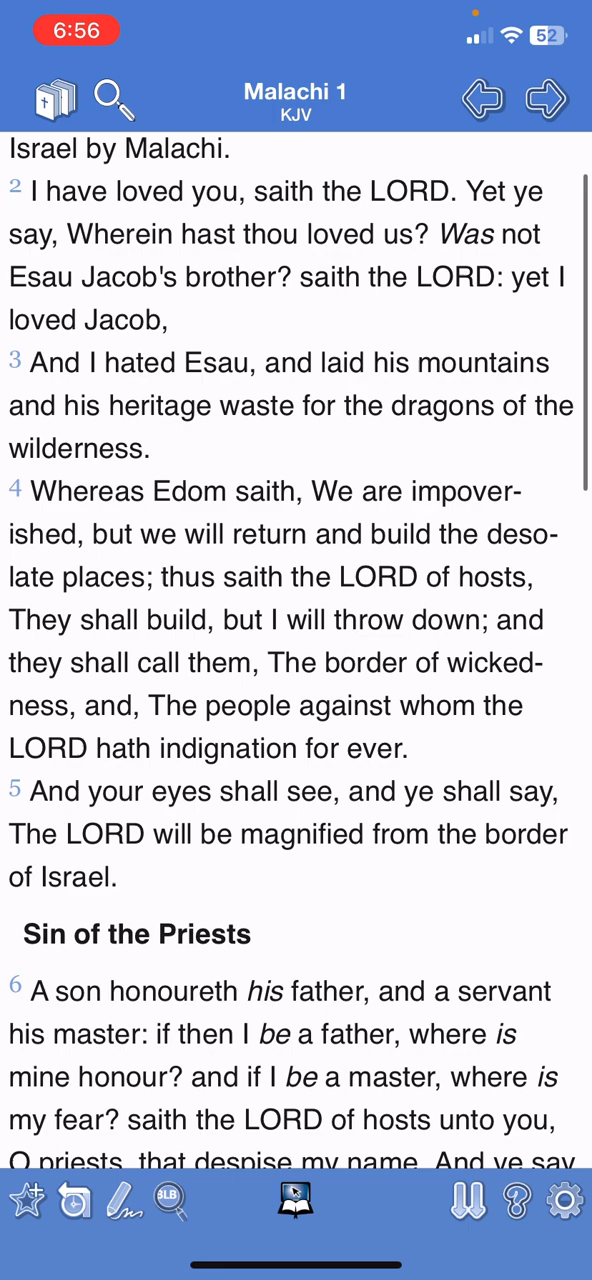 6:56
52
Malachi 1
KJV
Israel by Malachi.
2 I have loved you, saith the LORD. Yet ye
say, Wherein hast thou loved us? Was not
Esau Jacob's brother? saith the LORD: yet I
loved Jacob,
3 And I hated Esau, and laid his mountains
and his heritage waste for the dragons of the
wilderness.
4 Whereas Edom saith, We are impover-
ished, but we will return and build the deso-
late places; thus saith the LORD of hosts,
They shall build, but I will throw down; and
they shall call them, The border of wicked-
ness, and, The people against whom the
LORD hath indignation for ever.
5 And your eyes shall see, and ye shall say,
The LORD will be magnified from the border
of Israel.
Sin of the Priests
6 A son honoureth his father, and a servant
his master: if then I be a father, where is
mine honour? and if I be a master, where is
my fear? saith the LORD of hosts unto you,
O priests, that despise my name. And ye say
BLB